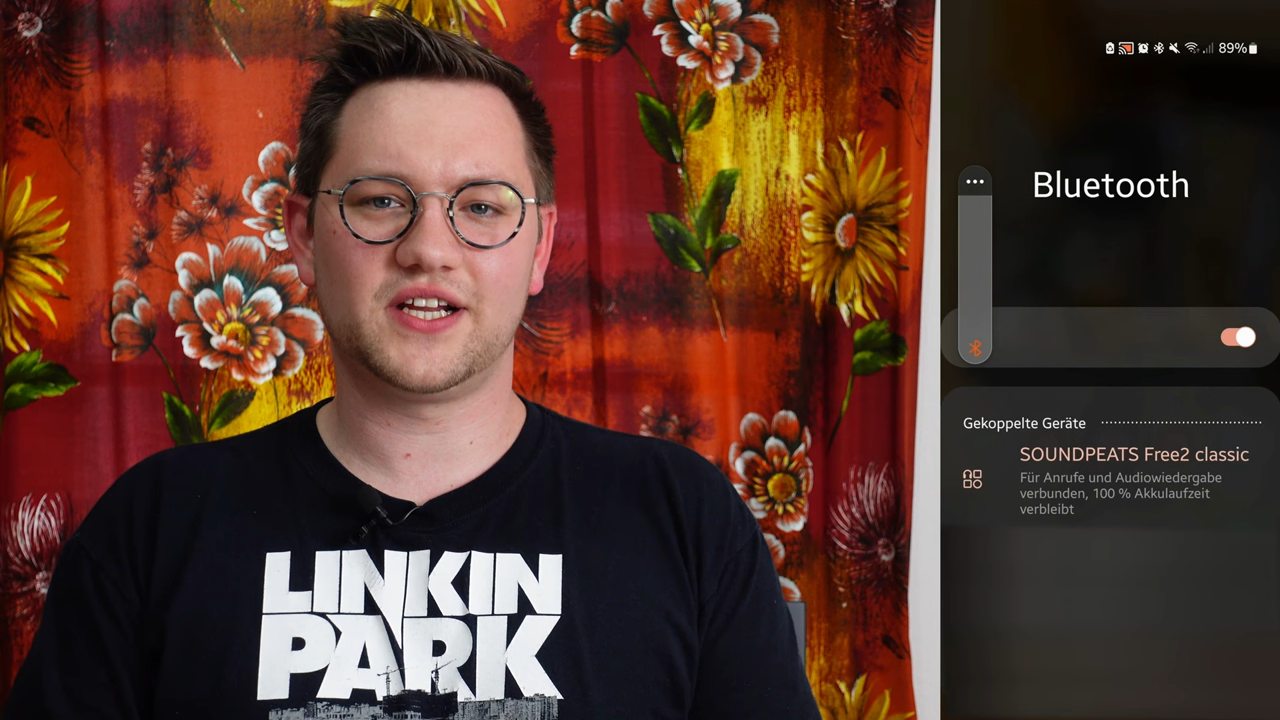 89%
Bluetooth
Gekoppelte Geräte
SOUNDPEATS Free2 classic
Für Anrufe und Audiowiedergabe
verbunden, 100 % Akkulaufzeit
verbleibt
LINKIN
PARK